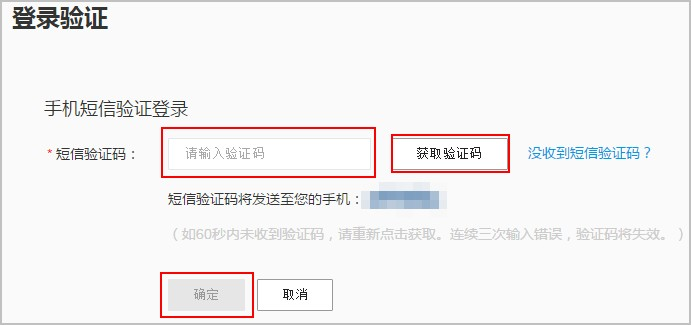 登录验证
手机短信验证登录
* 短信验证码： 请输入验证码 获取验证码 没收到短信验证码？
短信验证码将发送至您的手机：
（如60秒内未收到验证码，请重新点击获取。连续三次输入错误，验证码将失效。）
确定 取消